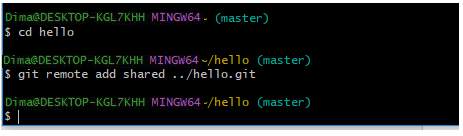 Dima@DESKTOP-KGL7KHH MINGW64 ~ (master)
$ cd hello
Dima@DESKTOP-KGL7KHH MINGW64 ~/hello (master)
$ git remote add shared ../hello.git
Dima@DESKTOP-KGL7KHH MINGW64 ~/hello (master)
$